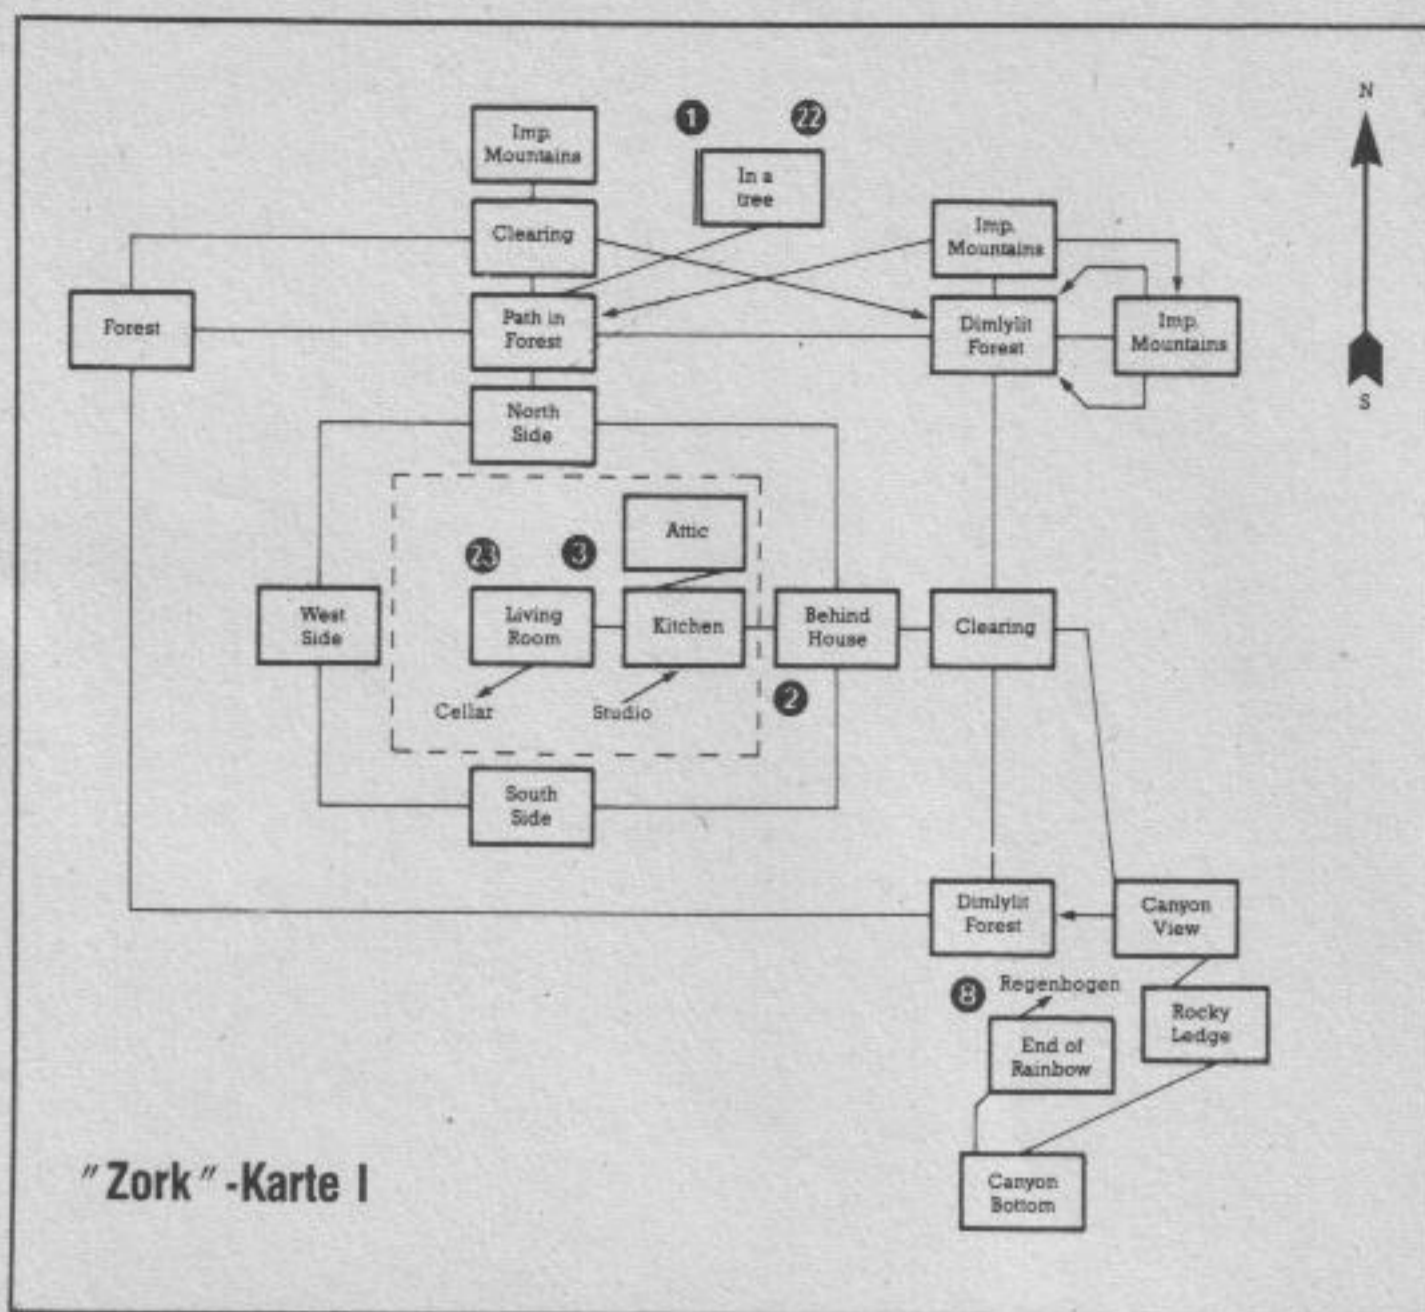 N
1
22
Imp.
Mountains
In a
tree
Clearing
Imp.
Mountains
Forest
Path in
Forest
Dimlylit
Forest
Imp.
Mountains
S
North
Side
Attic
23
3
West
Side
Living
Room
Kitchen
Behind
House
Clearing
Cellar
Studio
2
South
Side
Dimlylit
Forest
Canyon
View
8
Regenbogen
Rocky
Ledge
End of
Rainbow
Canyon
Bottom
"Zork"-Karte I